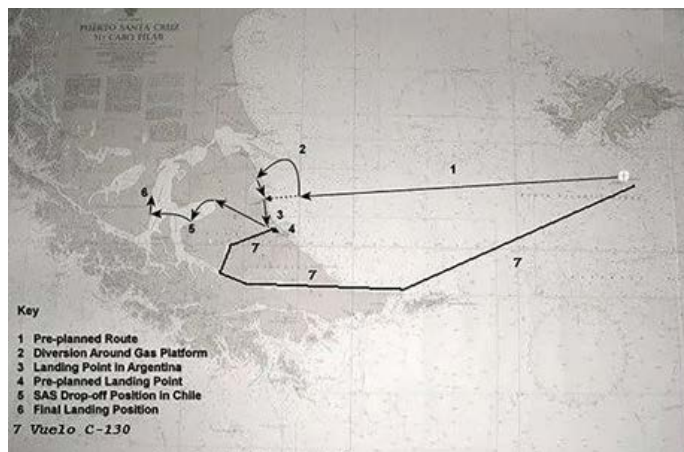 PUERTO SANTA CRUZ
CABO PILAR
2
1
6
3
5
4
7
7
7
Key
1 Pre-planned Route
2 Diversion Around Gas Platform
3 Landing Point in Argentina
4 Pre-planned Landing Point
5 SAS Drop-off Position in Chile
6 Final Landing Position
7 Vuelo C-130